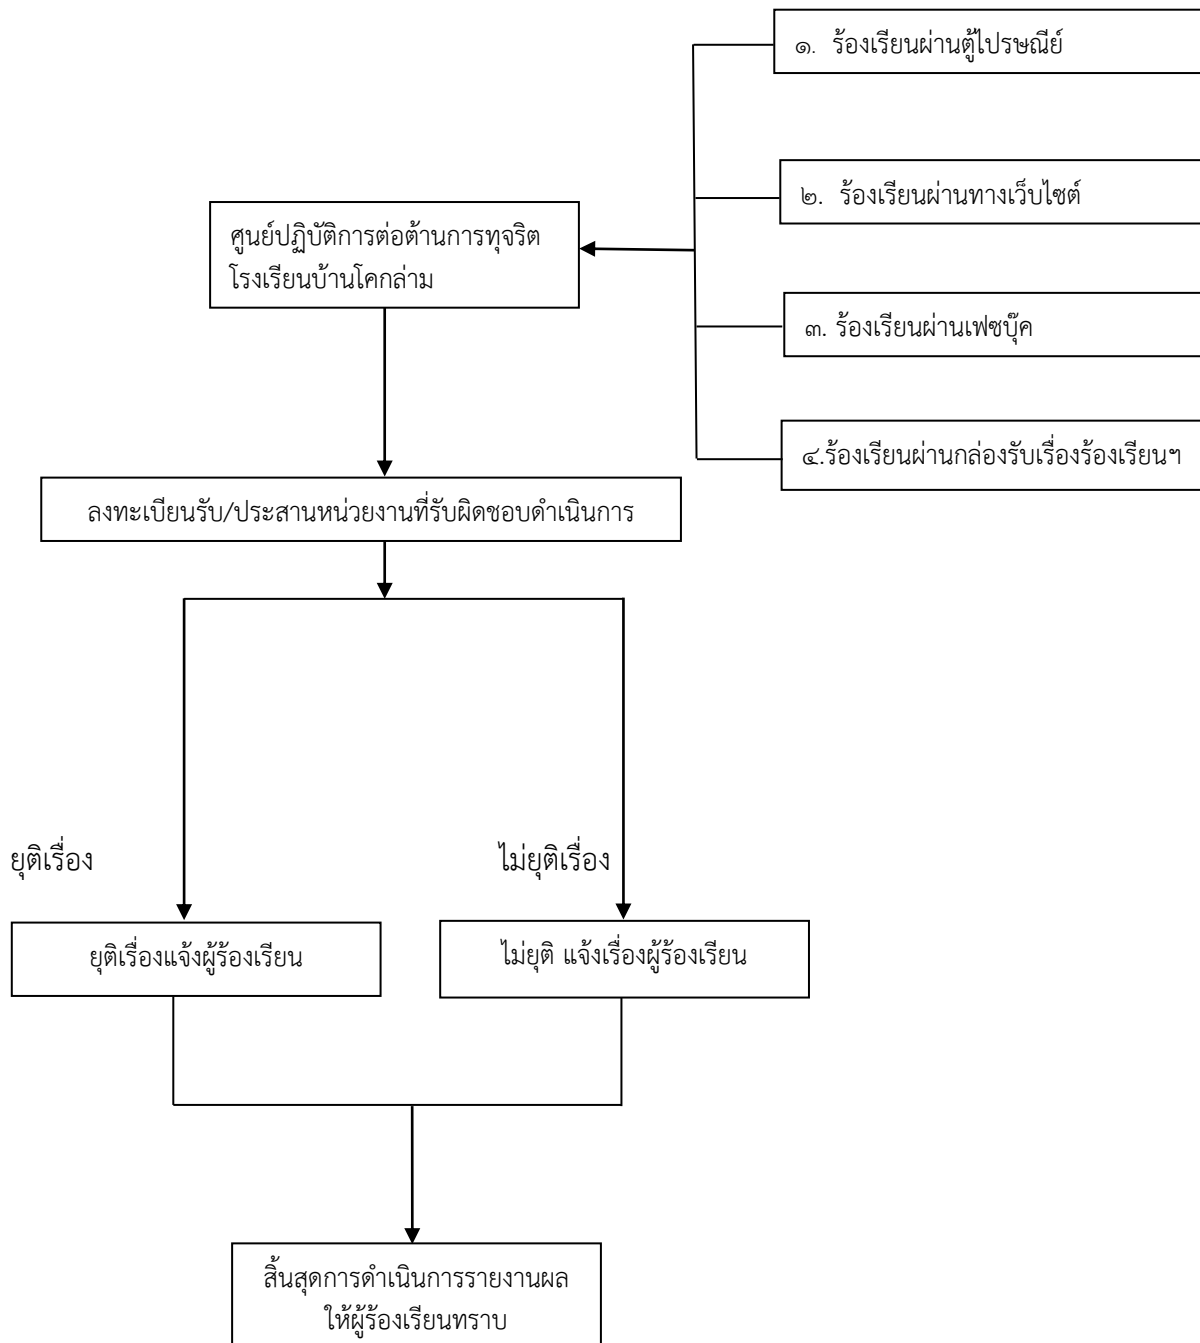 ๑. ร้องเรียนผ่านตู้ไปรษณีย์
๒. ร้องเรียนผ่านทางเว็บไซต์
ศูนย์ปฏิบัติการต่อต้านการทุจริต
โรงเรียนบ้านโคกล่าม
๓. ร้องเรียนผ่านเฟซบุ๊ค
๔.ร้องเรียนผ่านกล่องรับเรื่องร้องเรียนฯ
ลงทะเบียนรับ/ประสานหน่วยงานที่รับผิดชอบดำเนินการ
ยุติเรื่อง
ไม่ยุติเรื่อง
ยุติเรื่องแจ้งผู้ร้องเรียน
ไม่ยุติ แจ้งเรื่องผู้ร้องเรียน
สิ้นสุดการดำเนินการรายงานผล
ให้ผู้ร้องเรียนทราบ